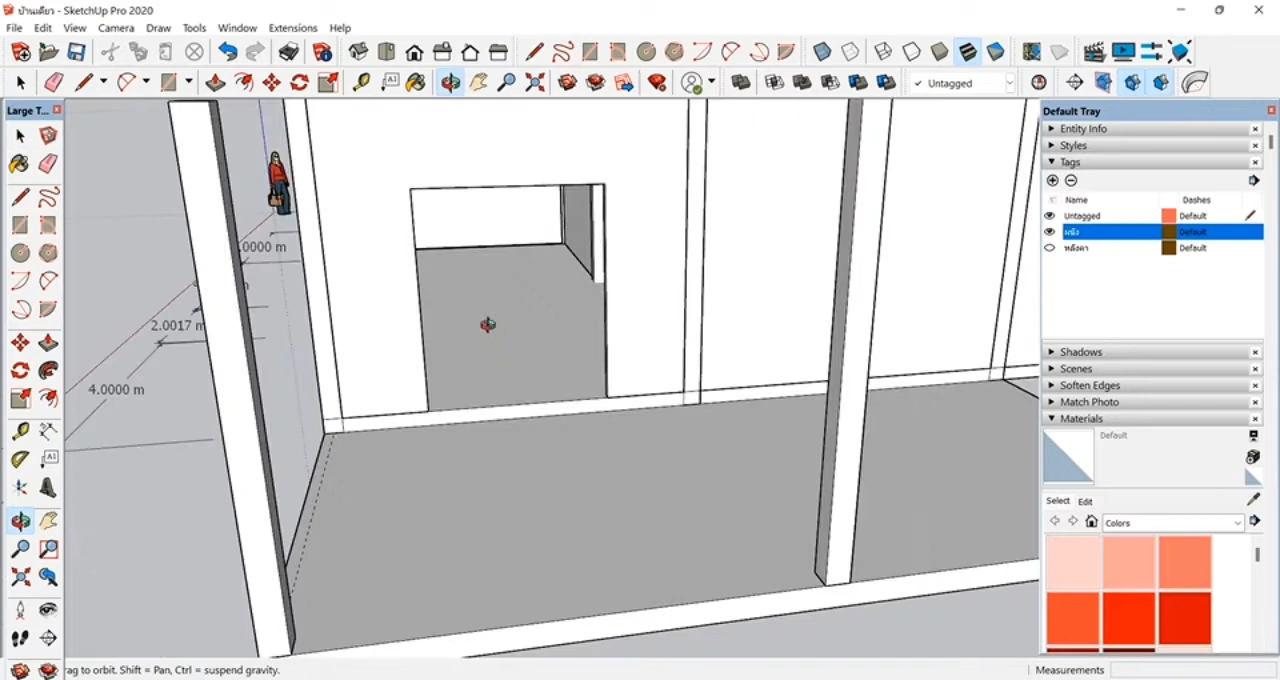 บ้านเดี่ยว - SketchUp Pro 2020
File Edit View Camera Draw Tools Window Extensions Help
Untagged
Large T...
Default Tray
Entity Info
Styles
Tags
Name Dashes
Untagged Default
ผนัง Default
หลังคา Default
.0000 m
2.0017 m
4.0000 m
Shadows
Scenes
Soften Edges
Match Photo
Materials
Default
Select Edit
Colors
rag to orbit. Shift = Pan, Ctrl = suspend gravity.
Measurements